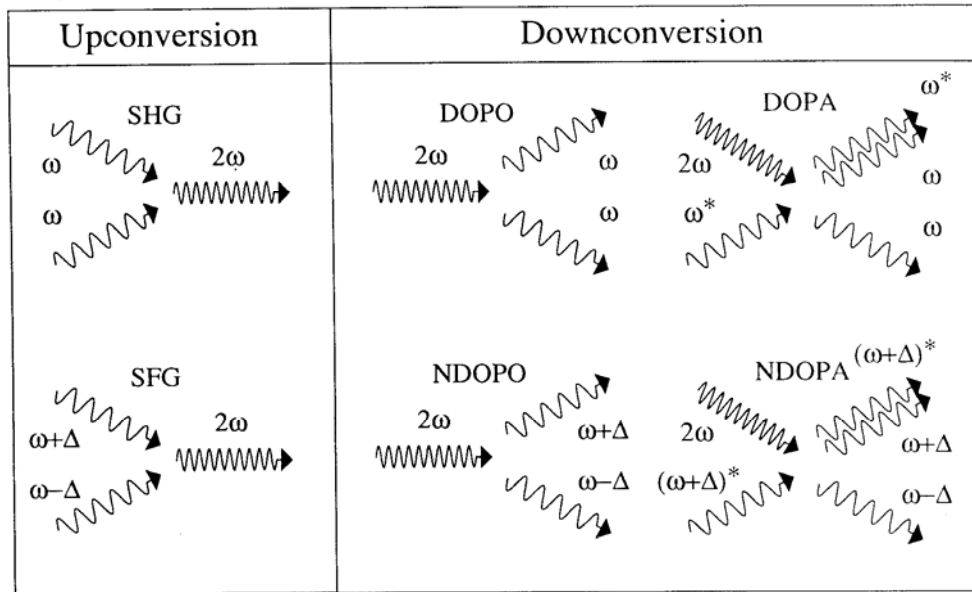 Upconversion Downconversion
SHG DOPO DOPA ω*
ω 2ω 2ω ω 2ω ω
ω ω ω* ω
SFG NDOPO NDOPA (ω+Δ)*
ω+Δ 2ω 2ω ω+Δ 2ω ω+Δ
ω−Δ ω−Δ (ω+Δ)* ω−Δ